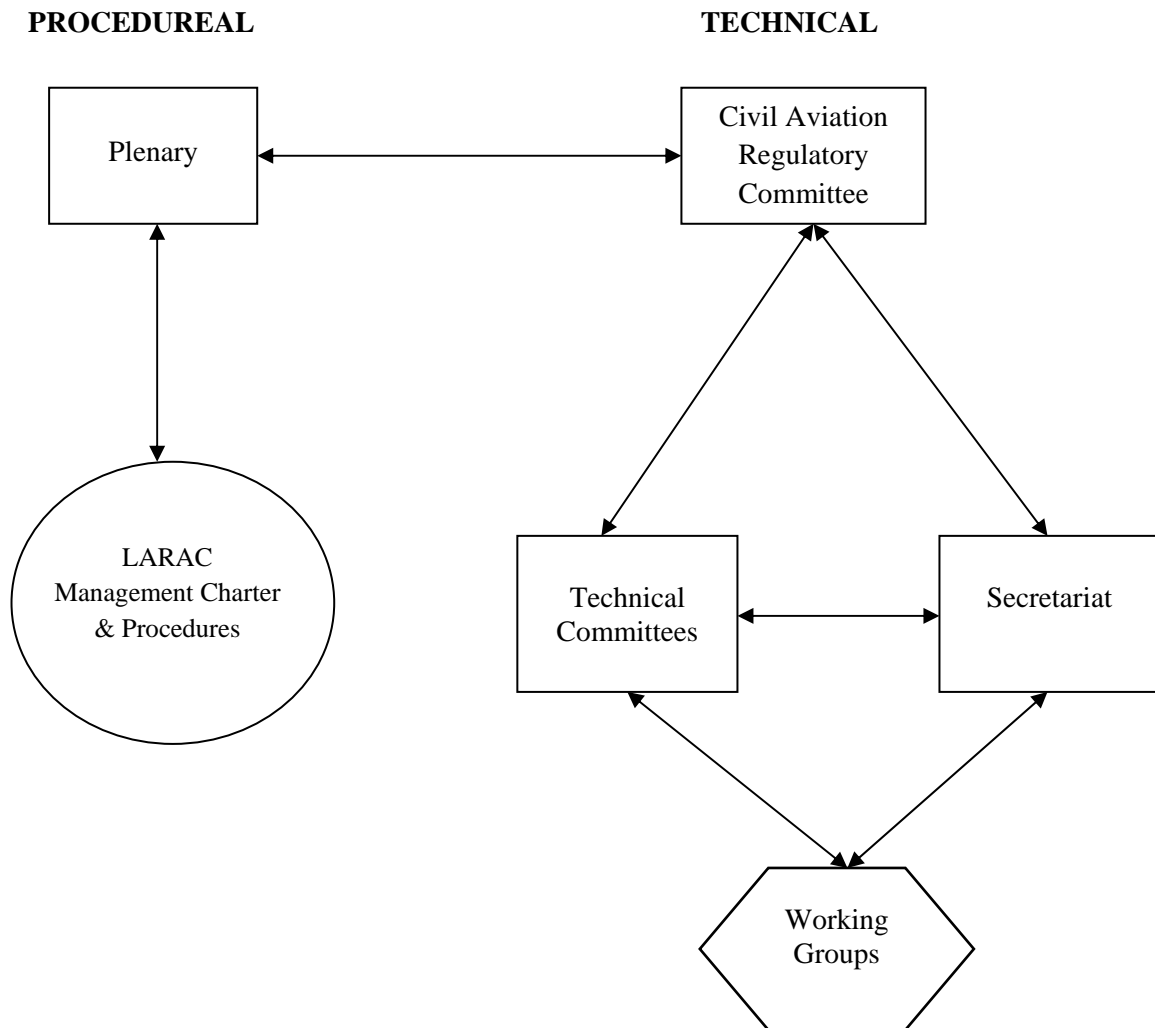 PROCEDUREAL
TECHNICAL
Plenary
Civil Aviation
Regulatory
Committee
LARAC
Management Charter
& Procedures
Technical
Committees
Secretariat
Working
Groups